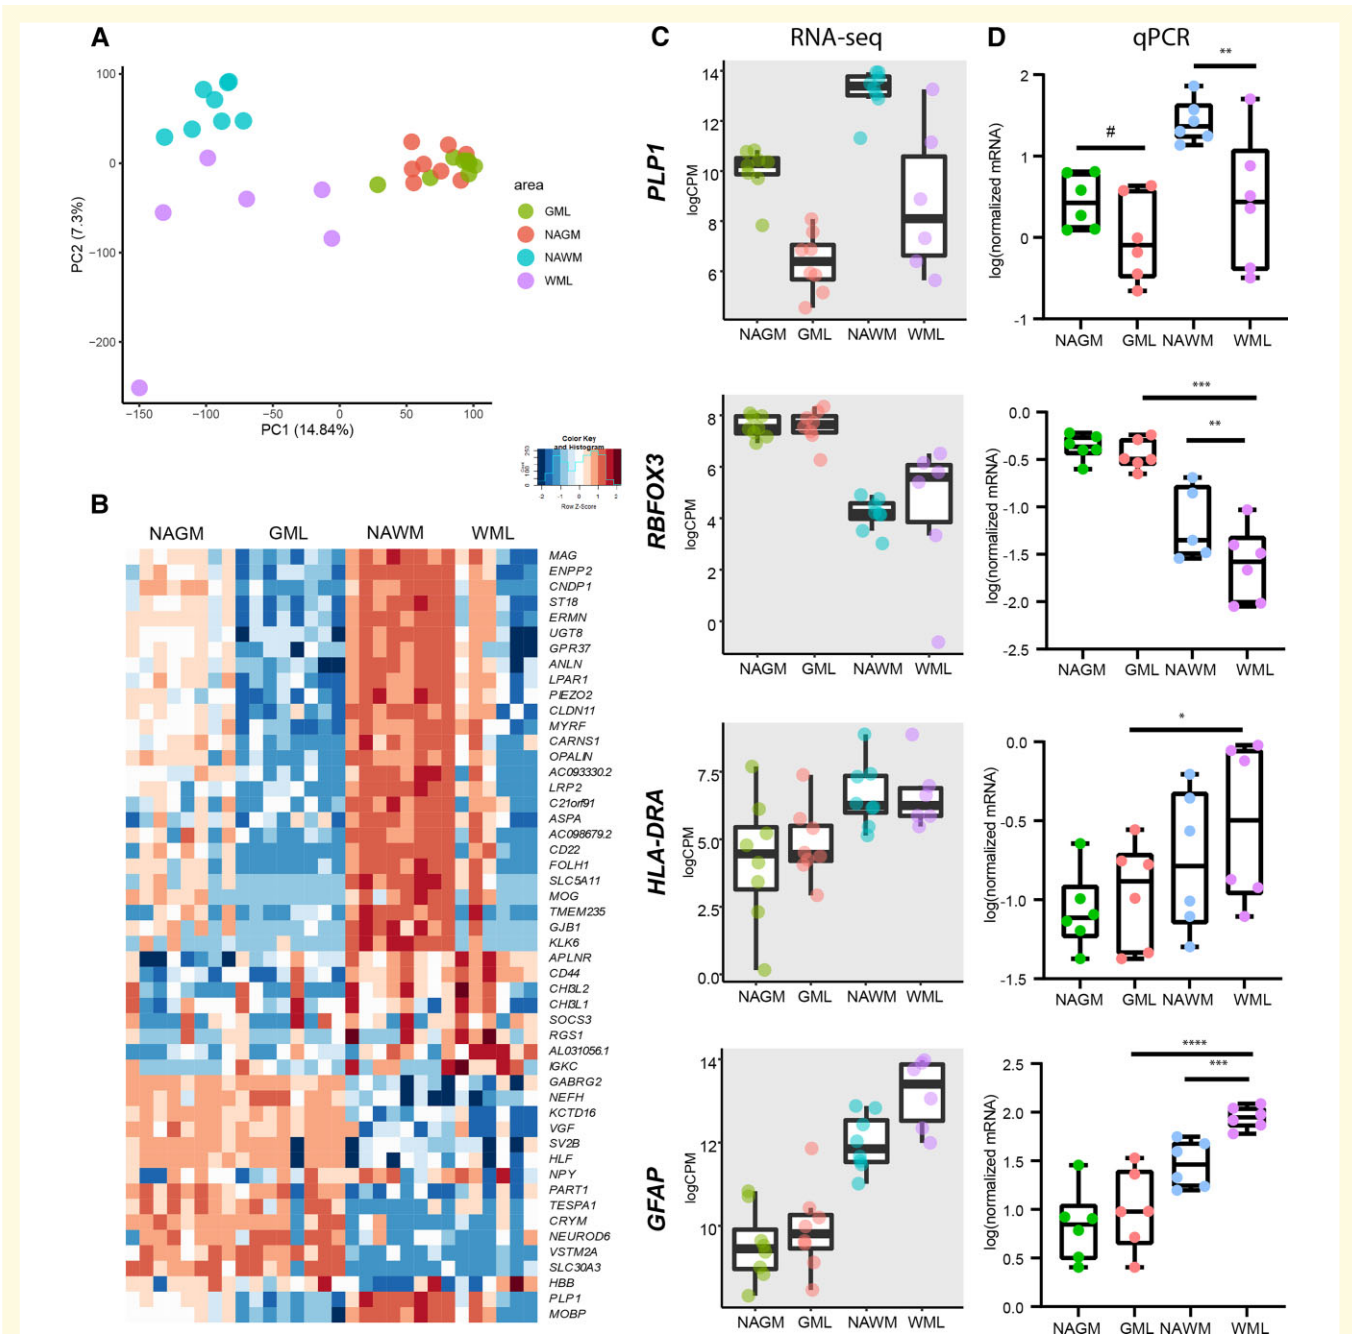 A
100
0
−100
−200
PC2 (7.3%)
−150
−100
−50
0
50
100
PC1 (14.84%)
area
GML
NAGM
NAWM
WML
Color Key
and Histogram
Count
0 100 253
-2 -1 0 1 2
Row Z-Score
B
NAGM GML NAWM WML
MAG
ENPP2
CNDP1
ST18
ERMN
UGT8
GPR37
ANLN
LPAR1
PIEZO2
CLDN11
MYRF
CARNS1
OPALIN
AC093330.2
LRP2
C21orf91
ASPA
AC098679.2
CD22
FOLH1
SLC5A11
MOG
TMEM235
GJB1
KLK6
APLNR
CD44
CHI3L2
CHI3L1
SOCS3
RGS1
AL031056.1
IGKC
GABRG2
NEFH
KCTD16
VGF
SV2B
HLF
NPY
PART1
TESPA1
CRYM
NEUROD6
VSTM2A
SLC30A3
HBB
PLP1
MOBP
C RNA-seq
PLP1
logCPM
14
12
10
8
6
NAGM GML NAWM WML
RBFOX3
logCPM
8
6
4
2
0
NAGM GML NAWM WML
HLA-DRA
logCPM
7.5
5.0
2.5
0.0
NAGM GML NAWM WML
GFAP
logCPM
14
12
10
NAGM GML NAWM WML
D qPCR
log(normalized mRNA)
2
1
0
-1
#
**
NAGM GML NAWM WML
log(normalized mRNA)
0.0
-0.5
-1.0
-1.5
-2.0
-2.5
***
**
NAGM GML NAWM WML
log(normalized mRNA)
0.0
-0.5
-1.0
-1.5
*
NAGM GML NAWM WML
log(normalized mRNA)
2.5
2.0
1.5
1.0
0.5
0.0
****
***
NAGM GML NAWM WML